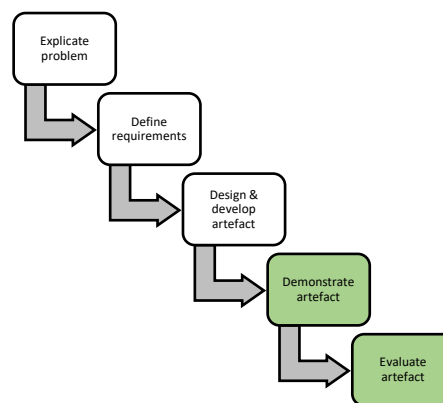 Explicate
problem
Define
requirements
Design &
develop
artefact
Demonstrate
artefact
Evaluate
artefact